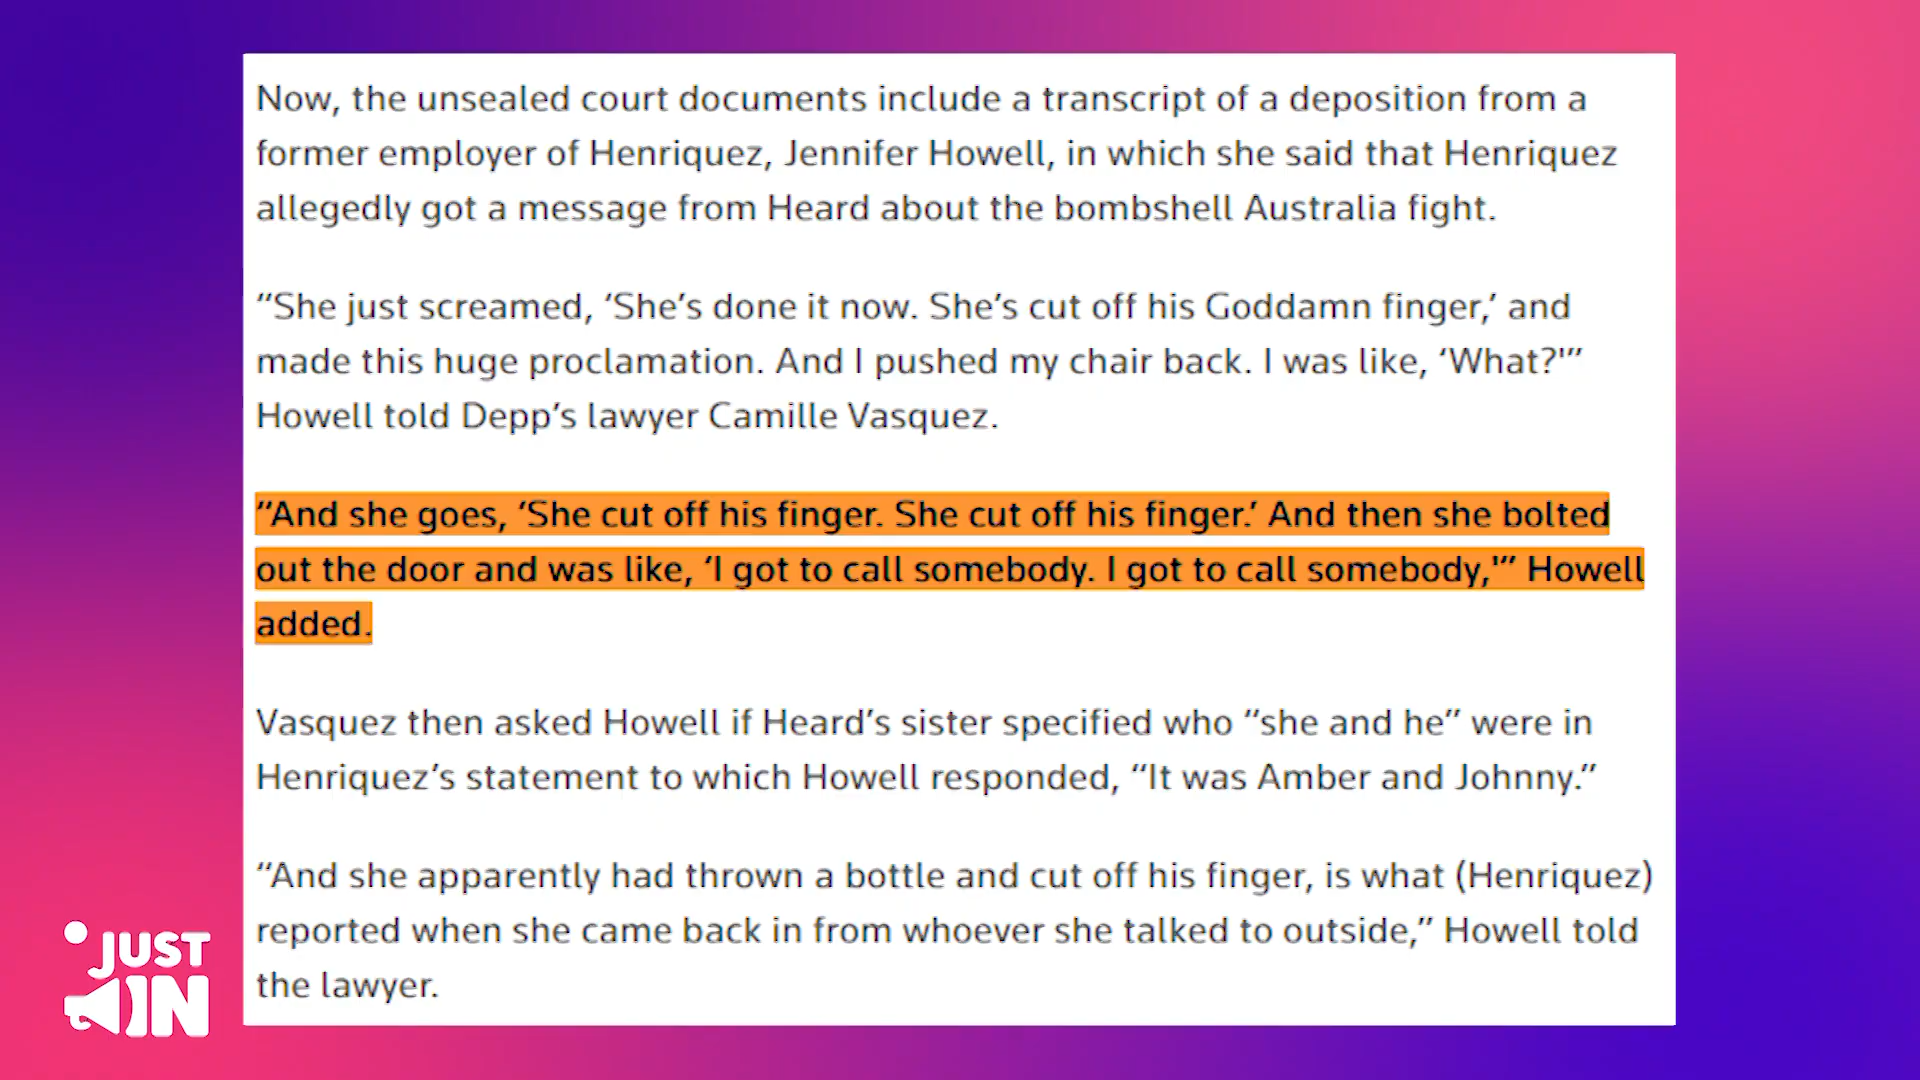 Now, the unsealed court documents include a transcript of a deposition from a
former employer of Henriquez, Jennifer Howell, in which she said that Henriquez
allegedly got a message from Heard about the bombshell Australia fight.
“She just screamed, ‘She’s done it now. She’s cut off his Goddamn finger,’ and
made this huge proclamation. And I pushed my chair back. I was like, ‘What?'”
Howell told Depp’s lawyer Camille Vasquez.
“And she goes, ‘She cut off his finger. She cut off his finger.’ And then she bolted
out the door and was like, ‘I got to call somebody. I got to call somebody,'” Howell
added.
Vasquez then asked Howell if Heard’s sister specified who “she and he” were in
Henriquez’s statement to which Howell responded, “It was Amber and Johnny.”
“And she apparently had thrown a bottle and cut off his finger, is what (Henriquez)
reported when she came back in from whoever she talked to outside,” Howell told
the lawyer.
JUST
IN